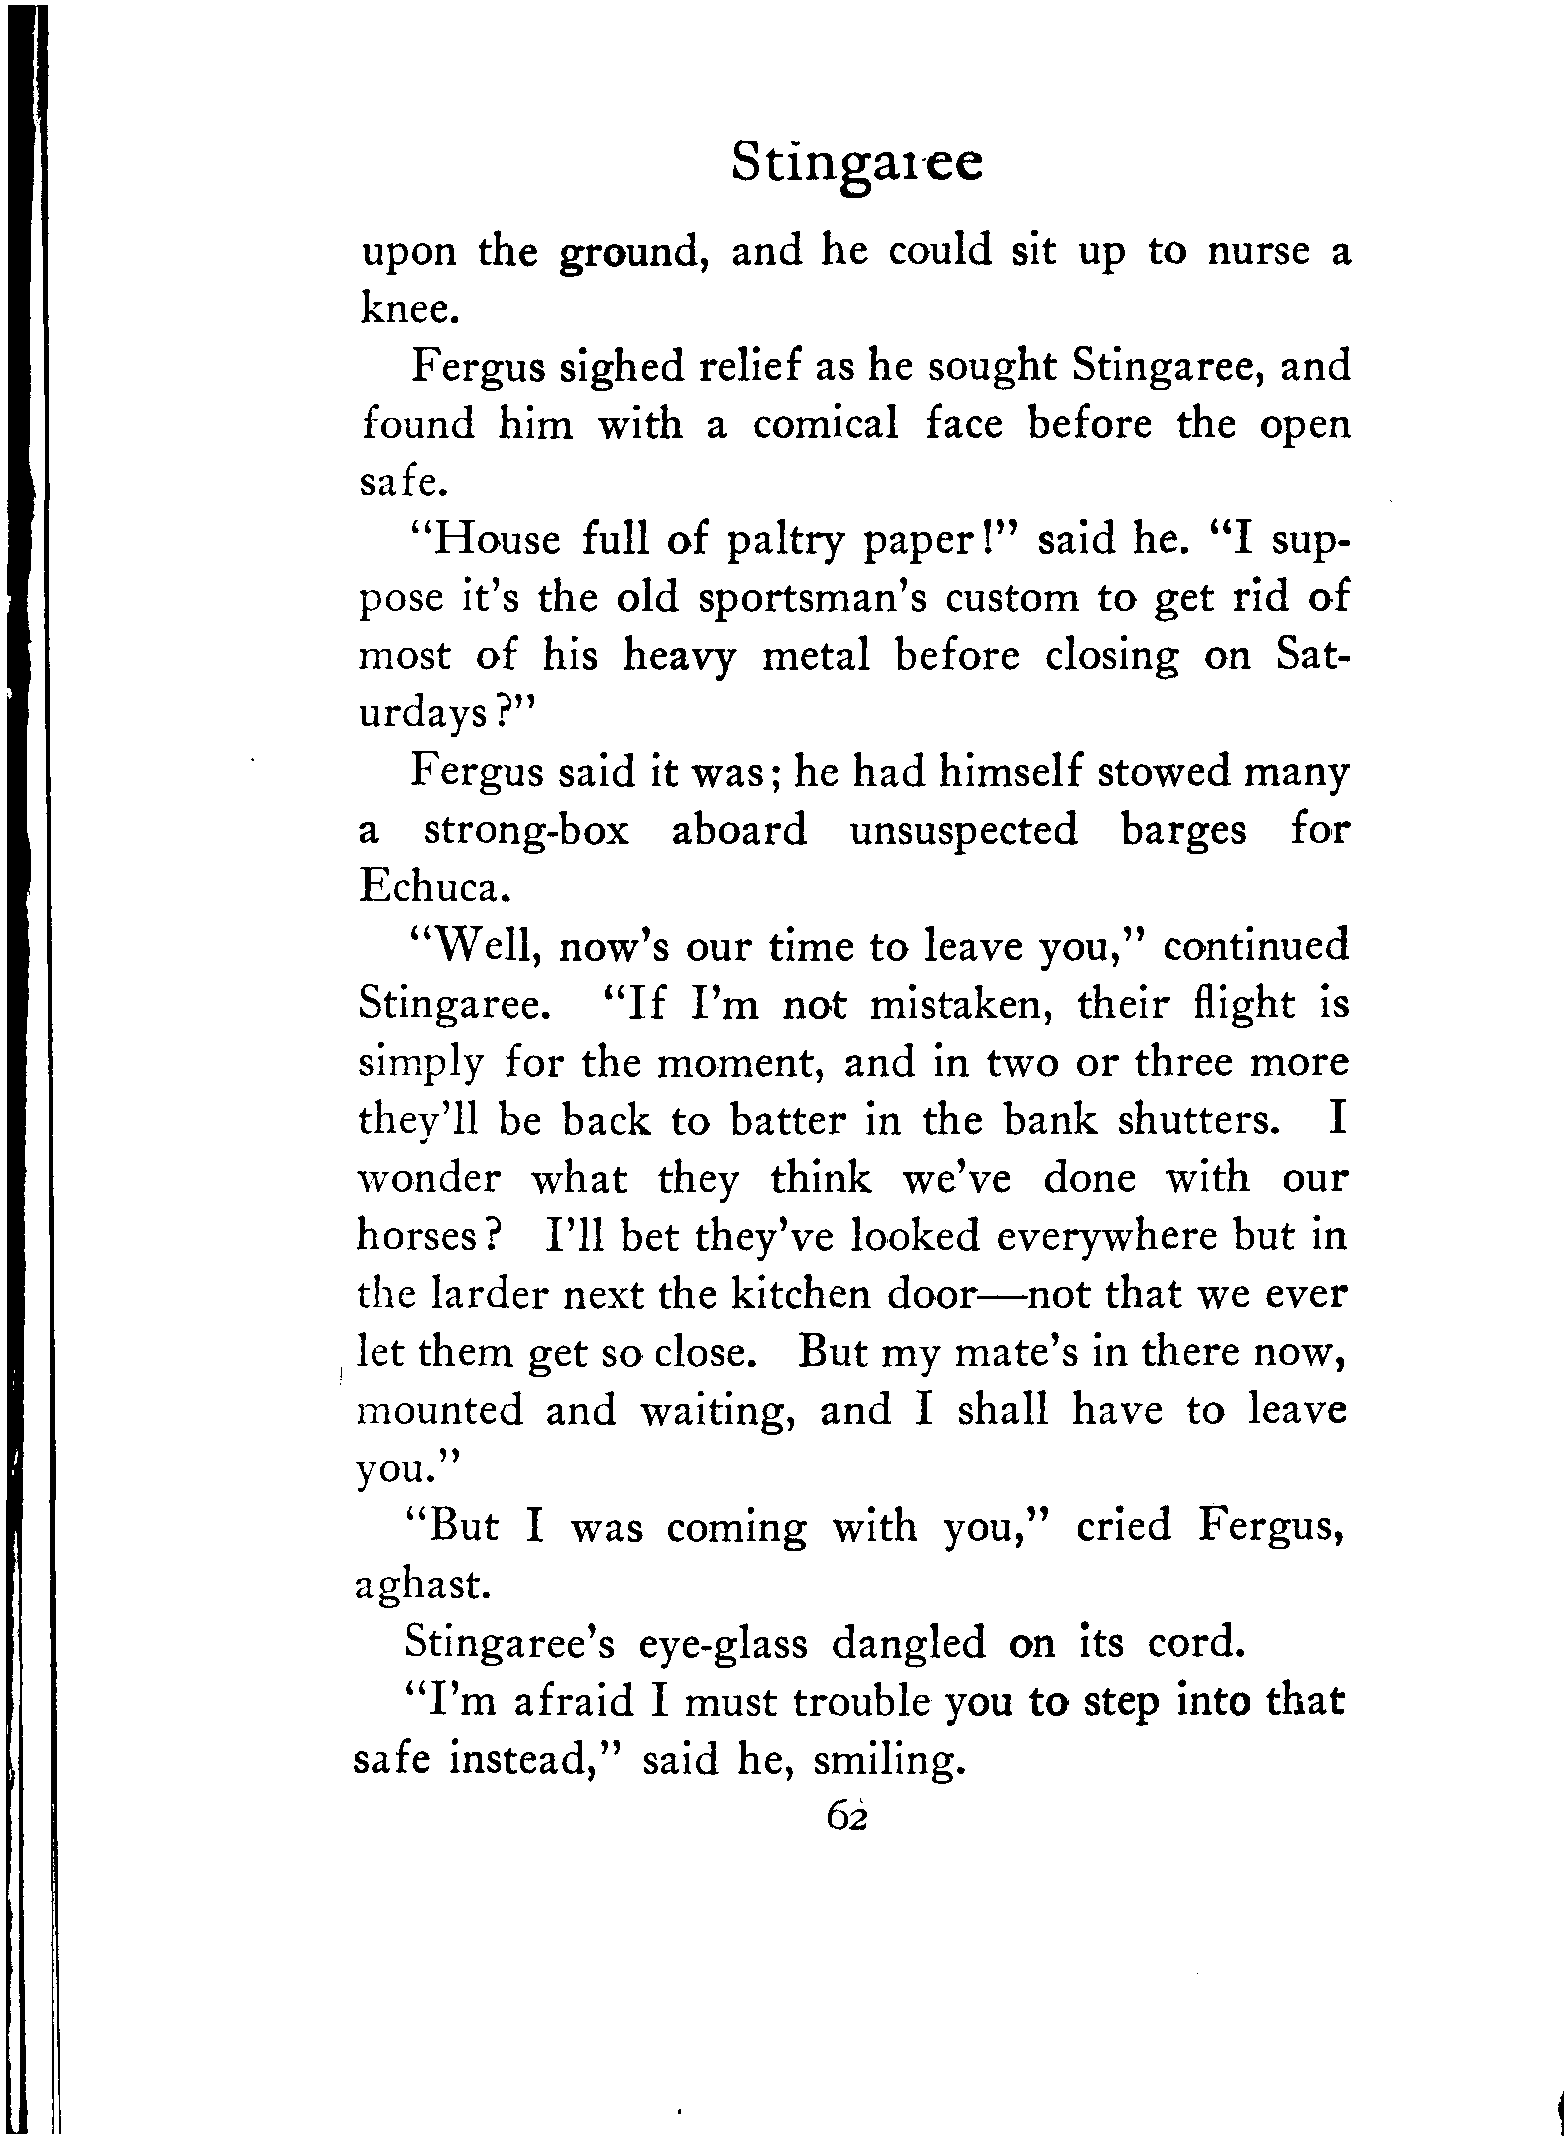 Stingaree
upon the ground, and he could sit up to nurse a
knee.
Fergus sighed relief as he sought Stingaree, and
found him with a comical face before the open
safe.
"House full of paltry paper!" said he. "I sup-
pose it's the old sportsman's custom to get rid of
most of his heavy metal before closing on Sat-
urdays?"
Fergus said it was; he had himself stowed many
a strong-box aboard unsuspected barges for
Echuca.
"Well, now's our time to leave you," continued
Stingaree. "If I'm not mistaken, their flight is
simply for the moment, and in two or three more
they'll be back to batter in the bank shutters. I
wonder what they think we've done with our
horses? I'll bet they've looked everywhere but in
the larder next the kitchen door—not that we ever
let them get so close. But my mate's in there now,
mounted and waiting, and I shall have to leave
you."
"But I was coming with you," cried Fergus,
aghast.
Stingaree's eye-glass dangled on its cord.
"I'm afraid I must trouble you to step into that
safe instead," said he, smiling.
62